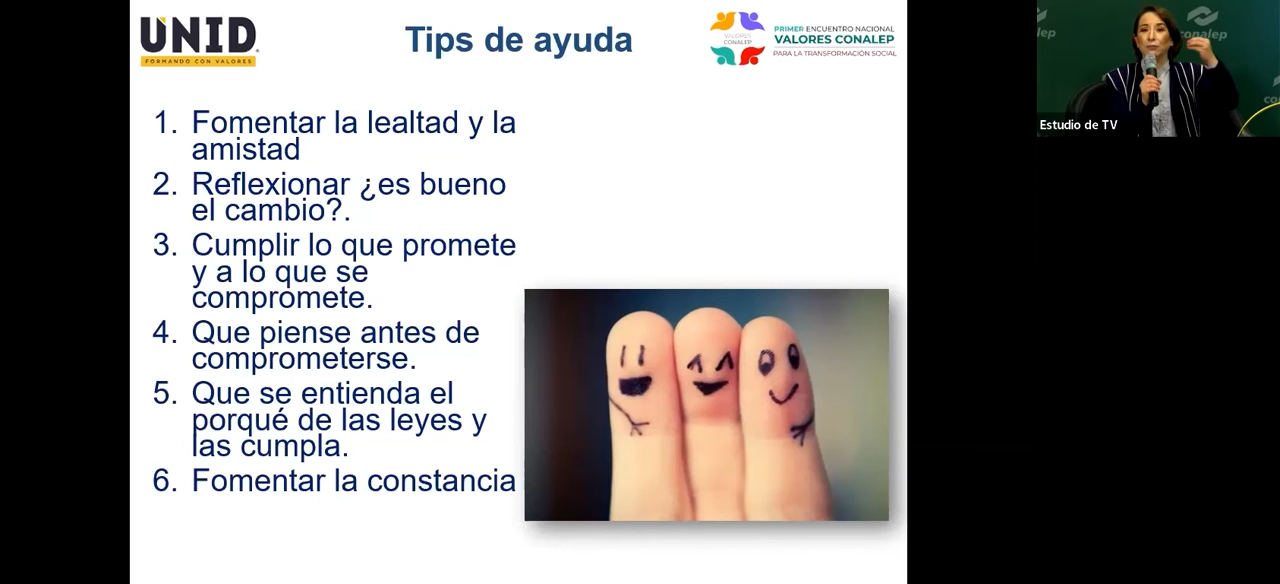 UNID
FORMANDO CON VALORES
Tips de ayuda
VALORES
CONALEP
PRIMER ENCUENTRO NACIONAL
VALORES CONALEP
PARA LA TRANSFORMACIÓN SOCIAL
1. Fomentar la lealtad y la
amistad
2. Reflexionar ¿es bueno
el cambio?.
3. Cumplir lo que promete
y a lo que se
compromete.
4. Que piense antes de
comprometerse.
5. Que se entienda el
porqué de las leyes y
las cumpla.
6. Fomentar la constancia
conalep
Estudio de TV